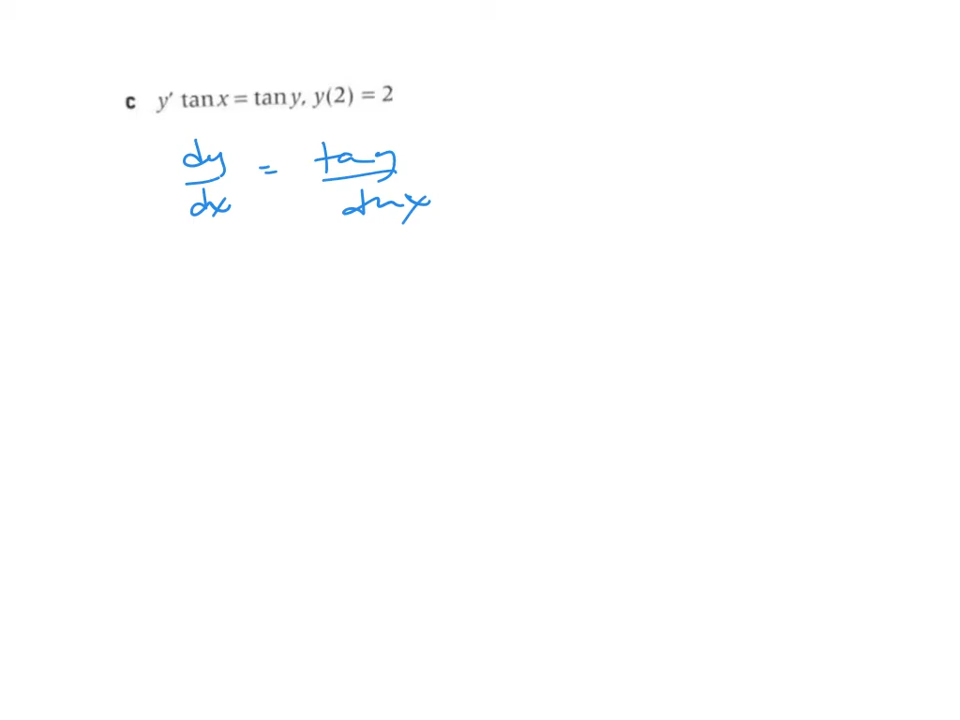 c y′ tan x = tan y, y(2) = 2
dy/dx = tan y/tan x